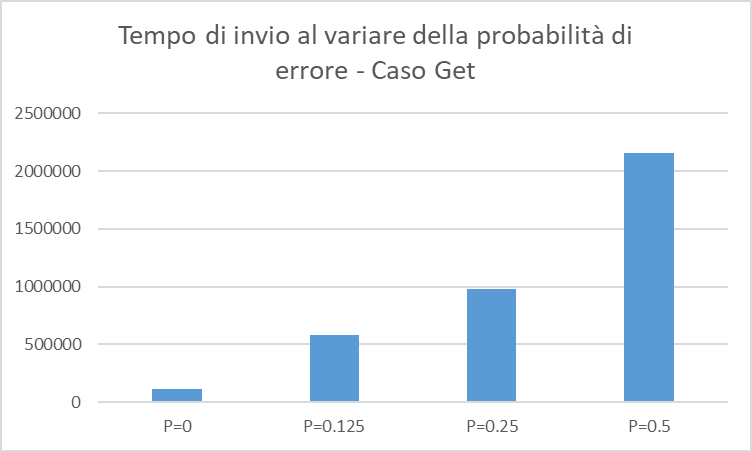 Tempo di invio al variare della probabilità di
errore - Caso Get
2500000
2000000
1500000
1000000
500000
0
P=0 P=0.125 P=0.25 P=0.5